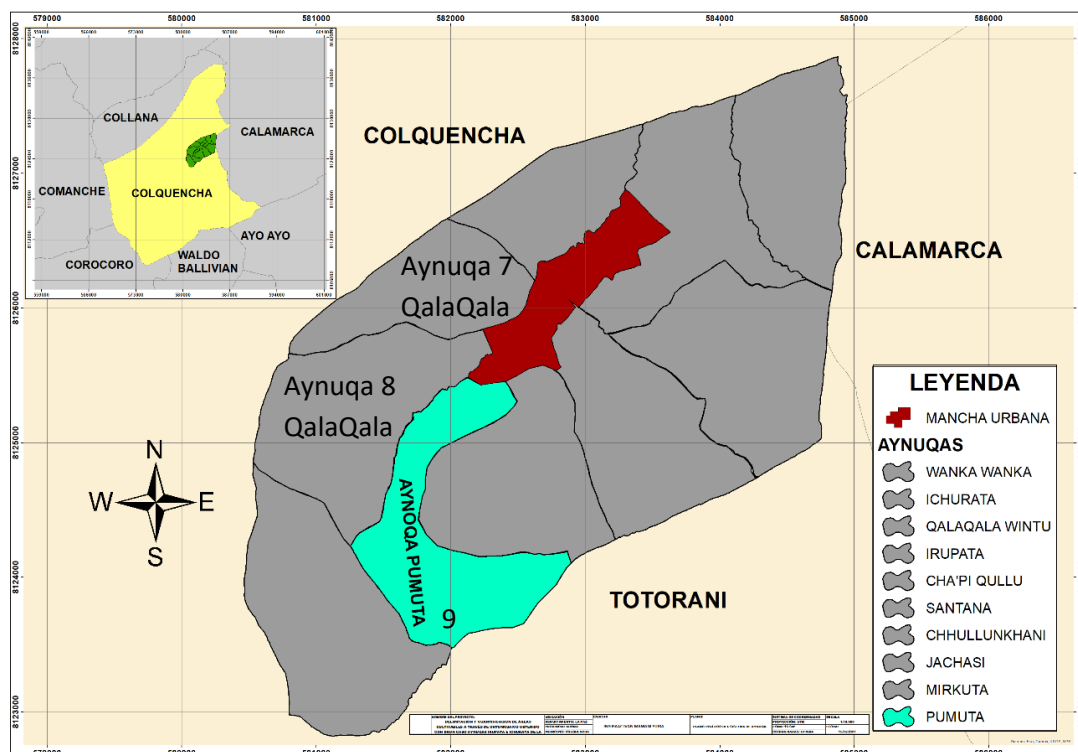 579000 580000 581000 582000 583000 584000 585000 586000
8128000
8127000
8126000
8125000
8124000
8123000
COLLANA
CALAMARCA
COMANCHE
COLQUENCHA
AYO AYO
COROCORO
WALDO
BALLIVIAN
COLQUENCHA
CALAMARCA
Aynuqa 7
QalaQala
Aynuqa 8
QalaQala
AYNOQA PUMUTA
9
TOTORANI
N
W E
S
LEYENDA
MANCHA URBANA
AYNUQAS
WANKA WANKA
ICHURATA
QALAQALA WINTU
IRUPATA
CHA'PI QULLU
SANTANA
CHHULLUNKHANI
JACHASI
MIRKUTA
PUMUTA